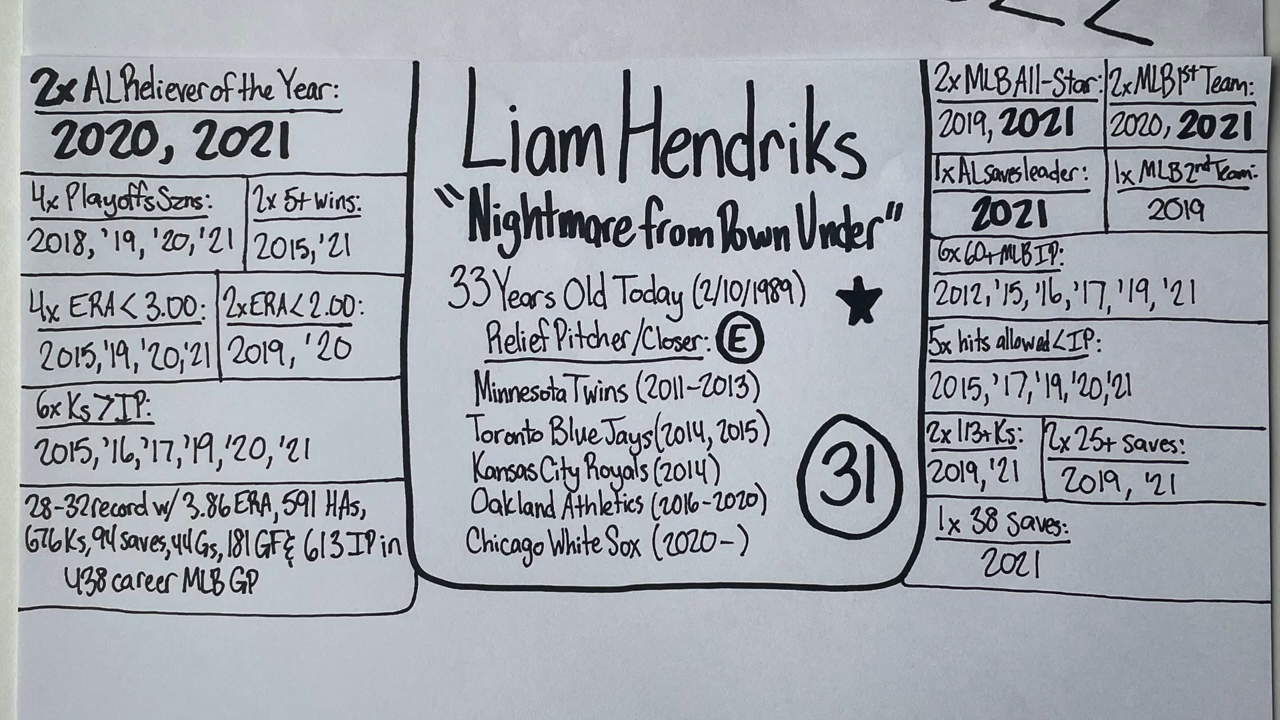 2x AL Reliever of the Year:
2020, 2021
4x Playoffs Szns:
2018, '19, '20, '21
2x 5+ wins:
2015, '21
4x ERA < 3.00:
2015, '19, '20, '21
2x ERA < 2.00:
2019, '20
6x Ks > IP:
2015, '16, '17, '19, '20, '21
28-32 record w/ 3.86 ERA, 591 HAs,
676 Ks, 94 saves, 44 Gs, 181 GF & 613 IP in
438 career MLB GP
Liam Hendriks
"Nightmare from Down Under"
33 Years Old Today (2/10/1989)
Relief Pitcher/Closer: E
Minnesota Twins (2011-2013)
Toronto Blue Jays (2014, 2015)
Kansas City Royals (2014)
Oakland Athletics (2016-2020)
Chicago White Sox (2020-)
31
2x MLB All-Star:
2019, 2021
2x MLB 1st Team:
2020, 2021
1x AL saves leader:
2021
1x MLB 2nd Team:
2019
6x 60+ MLB IP:
2012, '15, '16, '17, '19, '21
5x hits allowed < IP:
2015, '17, '19, '20, '21
2x 113+ Ks:
2019, '21
2x 25+ saves:
2019, '21
1x 38 saves:
2021